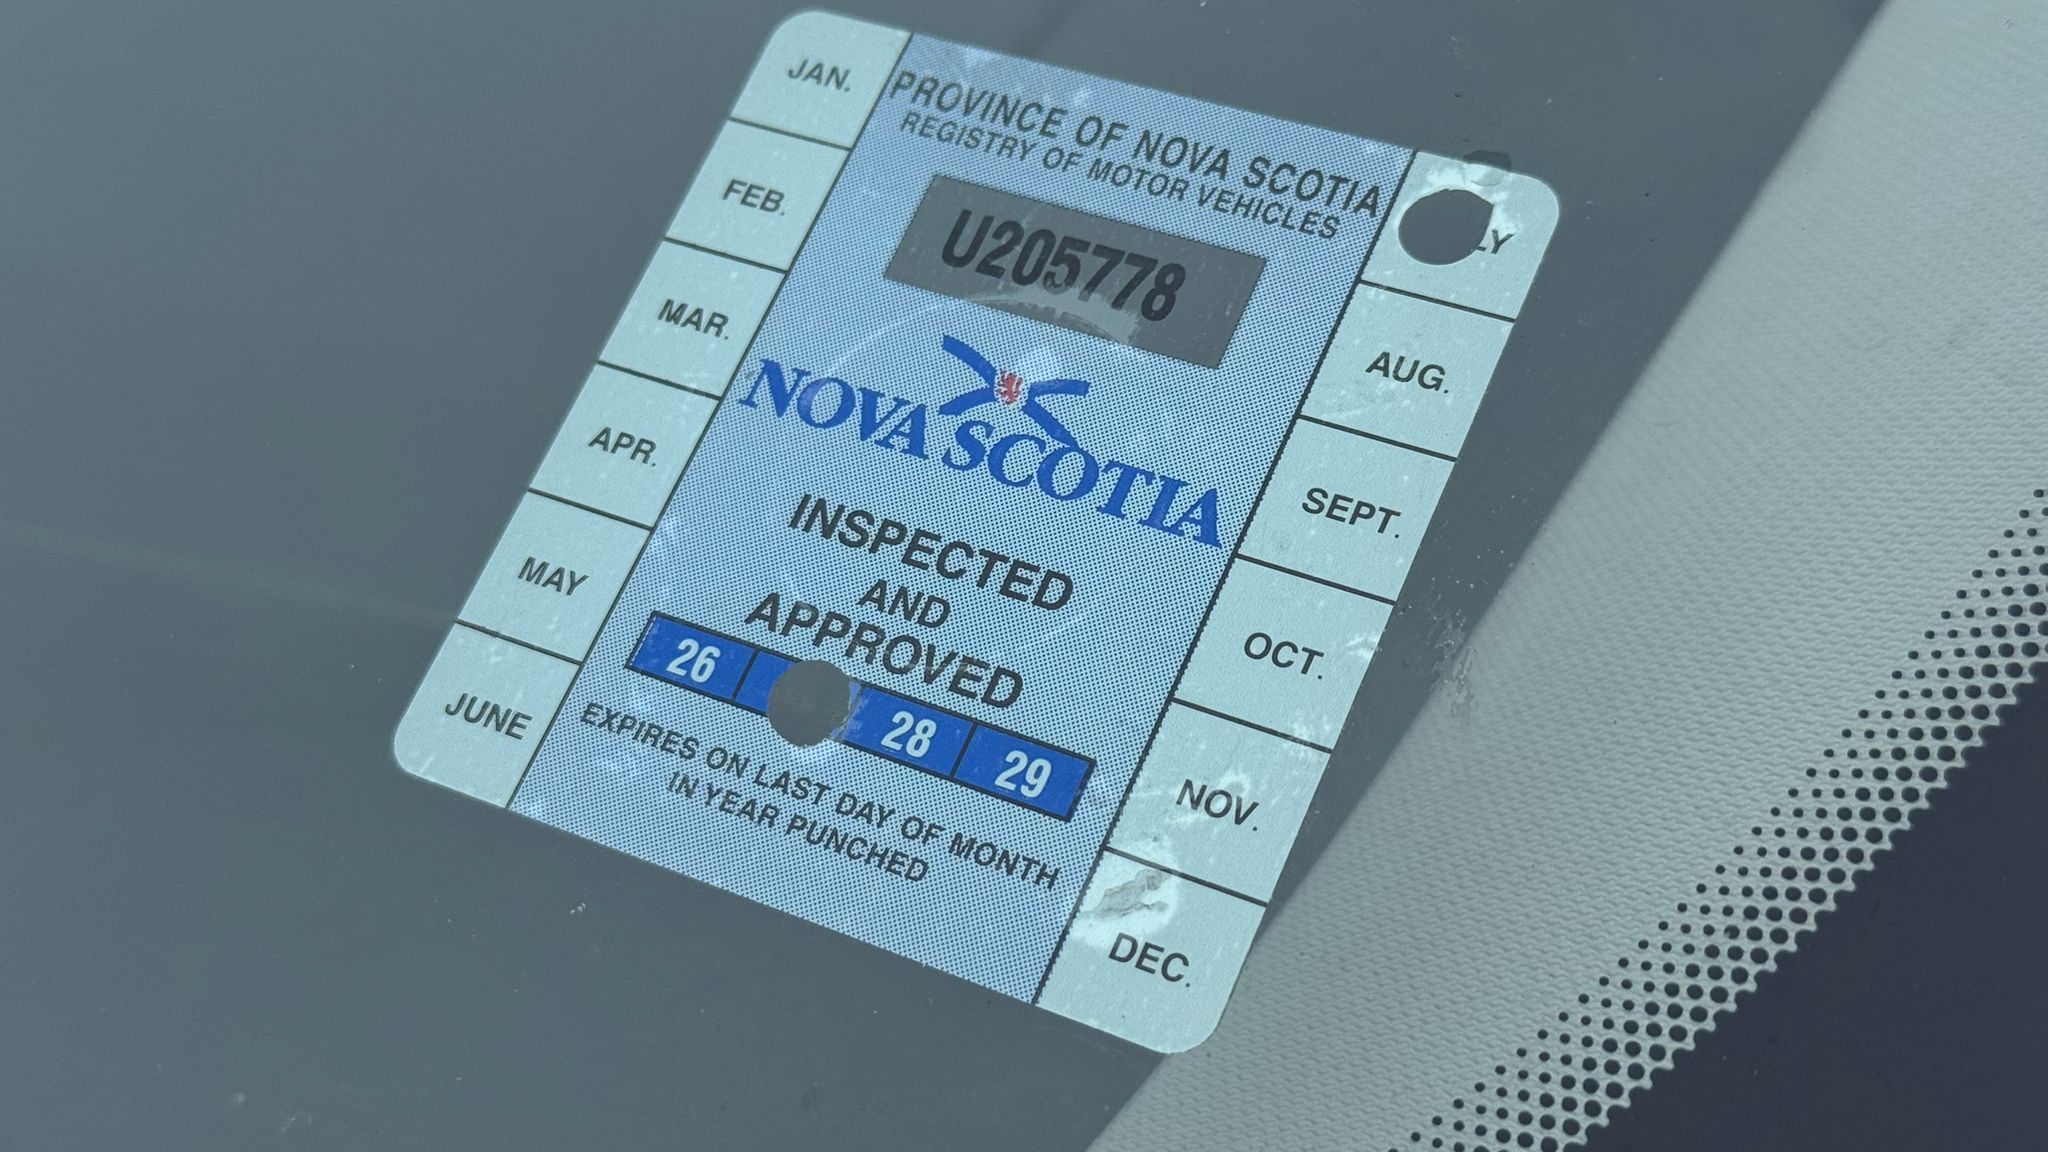 JAN.
FEB.
MAR.
APR.
MAY
JUNE
PROVINCE OF NOVA SCOTIA
REGISTRY OF MOTOR VEHICLES
U205778
NOVA SCOTIA
INSPECTED
AND
APPROVED
26 28 29
EXPIRES ON LAST DAY OF MONTH
IN YEAR PUNCHED
AUG.
SEPT.
OCT.
NOV.
DEC.